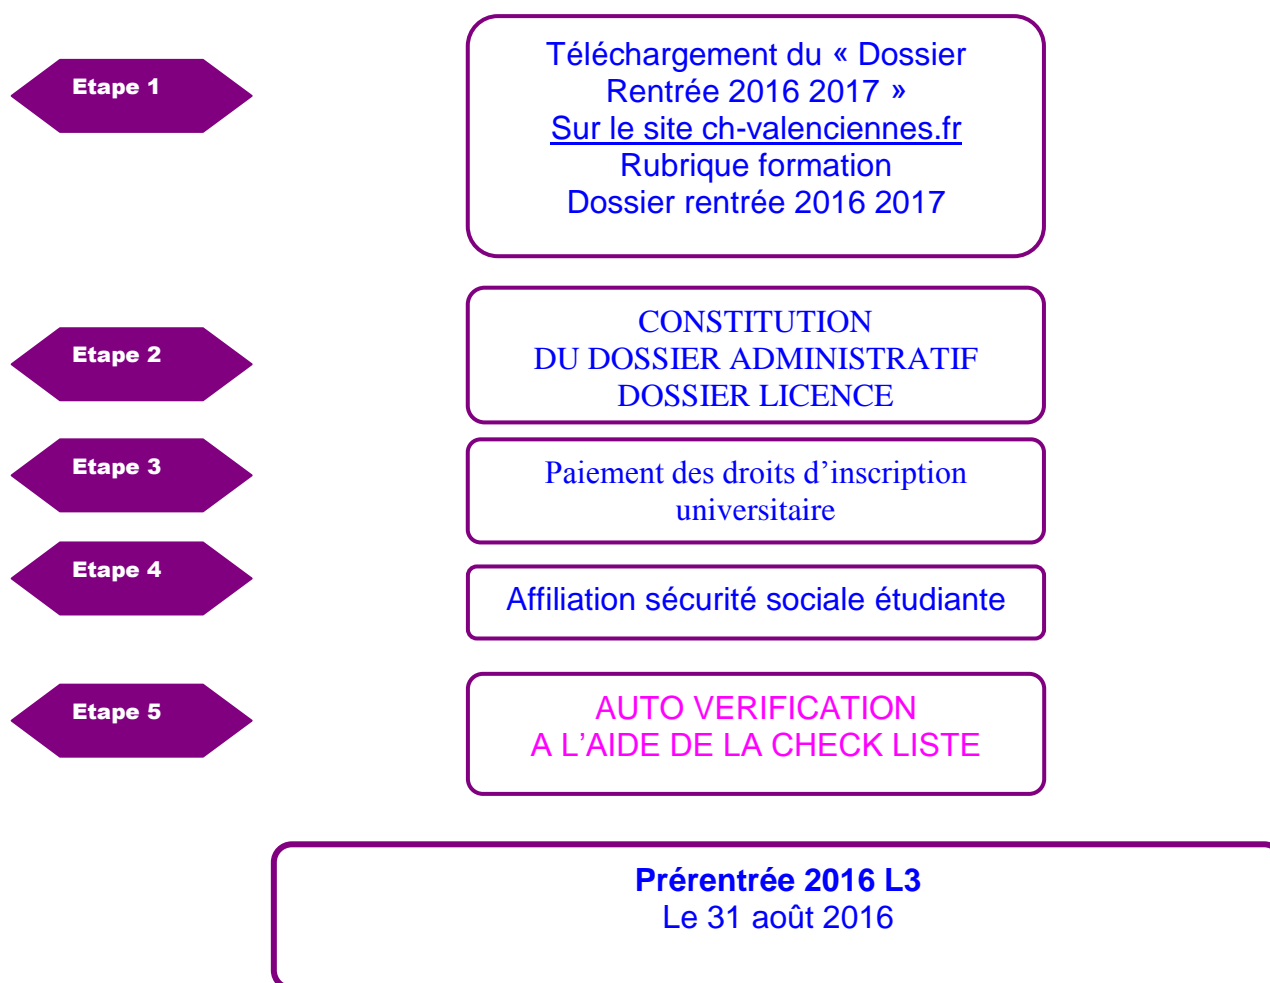 Etape 1
Téléchargement du « Dossier
Rentrée 2016 2017 »
Sur le site ch-valenciennes.fr
Rubrique formation
Dossier rentrée 2016 2017
Etape 2
CONSTITUTION
DU DOSSIER ADMINISTRATIF
DOSSIER LICENCE
Etape 3
Paiement des droits d’inscription
universitaire
Etape 4
Affiliation sécurité sociale étudiante
Etape 5
AUTO VERIFICATION
A L’AIDE DE LA CHECK LISTE
Prérentrée 2016 L3
Le 31 août 2016